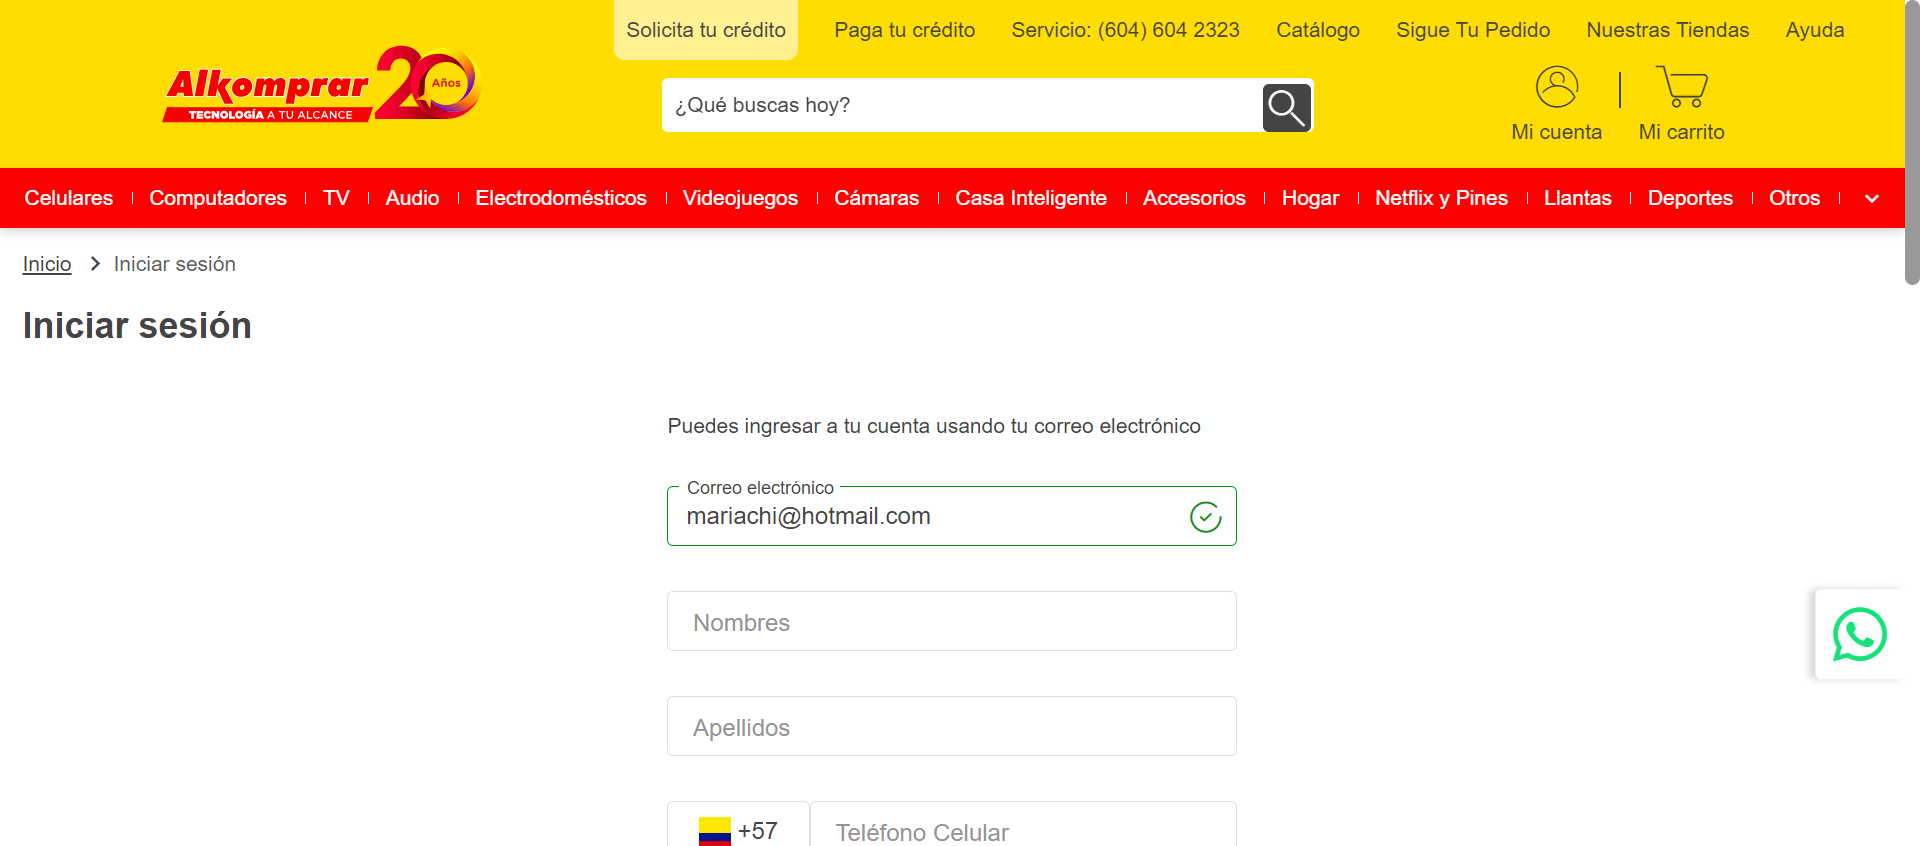 Solicita tu crédito
Paga tu crédito
Servicio: (604) 604 2323
Catálogo
Sigue Tu Pedido
Nuestras Tiendas
Ayuda
Alkomprar 20 Años
TECNOLOGÍA A TU ALCANCE
¿Qué buscas hoy?
Mi cuenta
Mi carrito
Celulares
Computadores
TV
Audio
Electrodomésticos
Videojuegos
Cámaras
Casa Inteligente
Accesorios
Hogar
Netflix y Pines
Llantas
Deportes
Otros
Inicio
Iniciar sesión
Iniciar sesión
Puedes ingresar a tu cuenta usando tu correo electrónico
Correo electrónico
mariachi@hotmail.com
Nombres
Apellidos
+57
Teléfono Celular